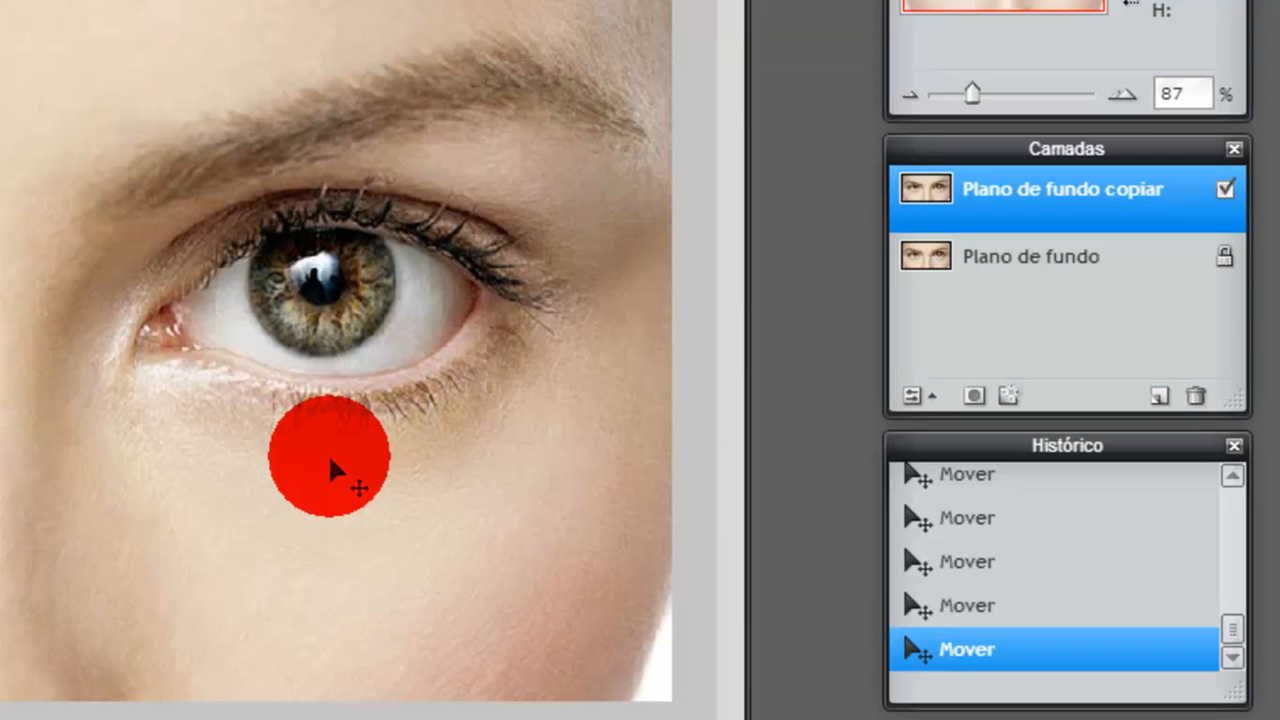 H:
87 %
Camadas
Plano de fundo copiar
Plano de fundo
Histórico
Mover
Mover
Mover
Mover
Mover